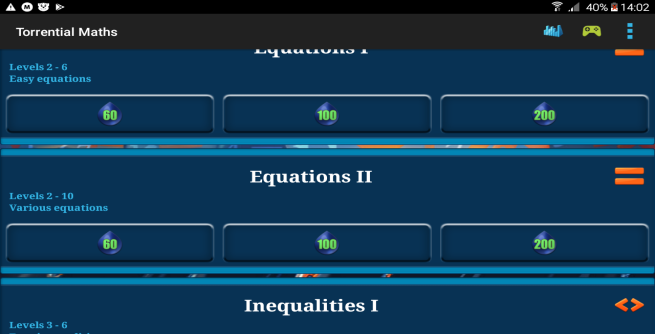 40% 14:02
Torrential Maths
Equations I
Levels 2 - 6
Easy equations
60 100 200
Equations II
Levels 2 - 10
Various equations
60 100 200
Inequalities I
Levels 3 - 6